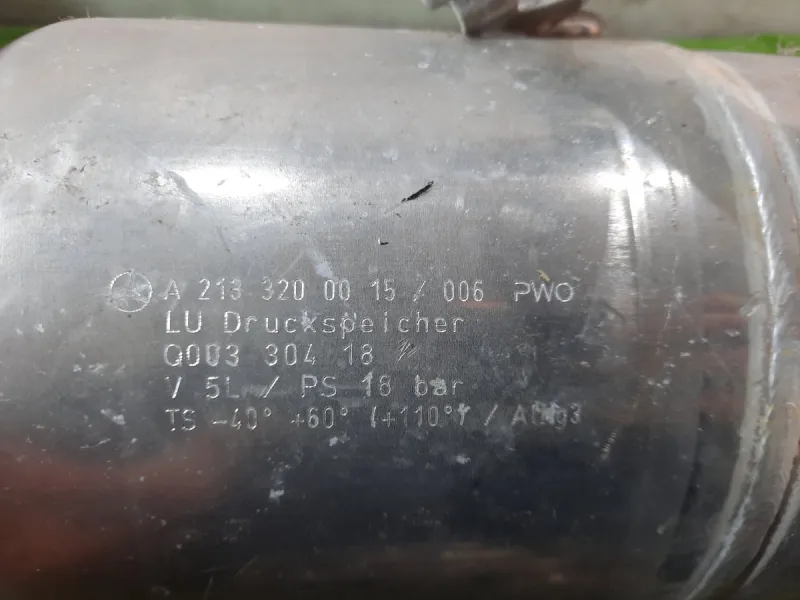 A 213 320 00 15 / 006 PWO
LU Druckspeicher
Q003 304 18
V 5L / PS 18 bar
TS -40° +60° (+110°) /